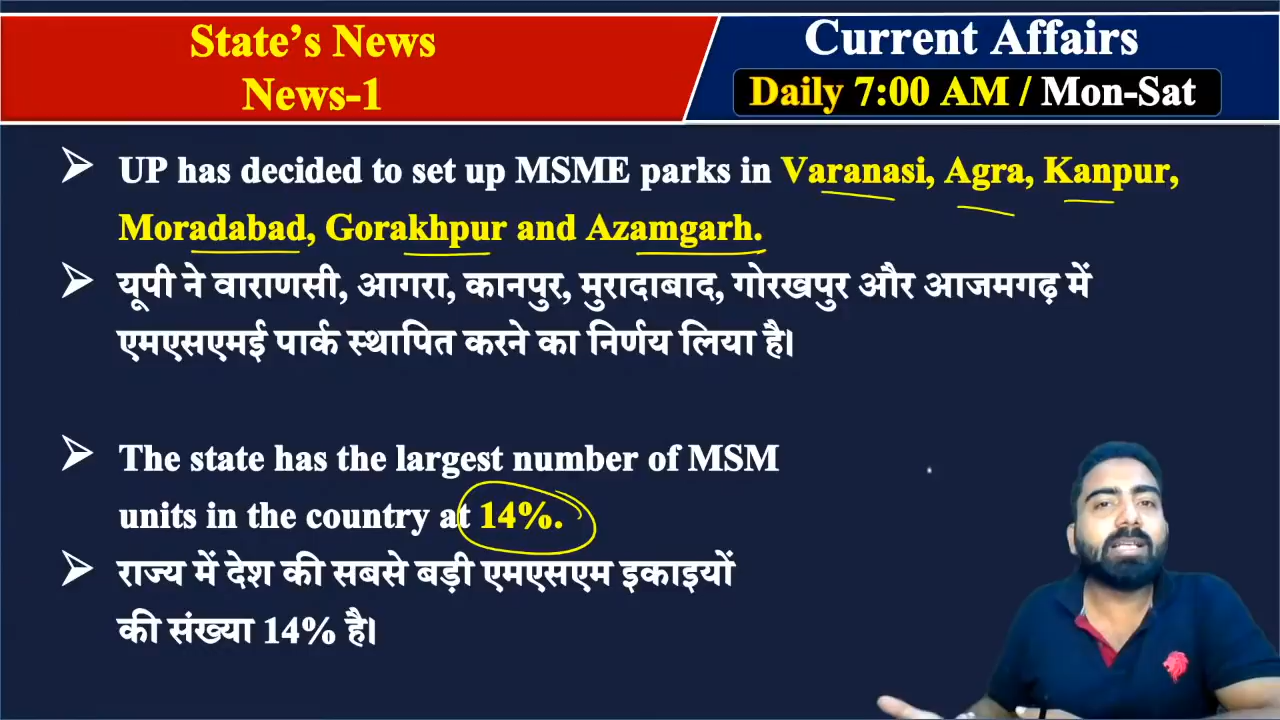 State’s News
News-1
Current Affairs
Daily 7:00 AM / Mon-Sat
UP has decided to set up MSME parks in Varanasi, Agra, Kanpur,
Moradabad, Gorakhpur and Azamgarh.
यूपी ने वाराणसी, आगरा, कानपुर, मुरादाबाद, गोरखपुर और आजमगढ़ में
एमएसएमई पार्क स्थापित करने का निर्णय लिया है।
The state has the largest number of MSM
units in the country at 14%.
राज्य में देश की सबसे बड़ी एमएसएम इकाइयों
की संख्या 14% है।